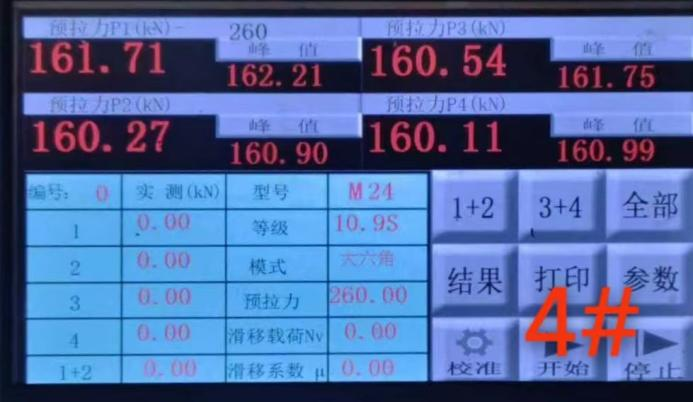 预拉力P1(kN)- 260 预拉力P3(kN)
161.71 峰 值 160.54 峰 值
162.21 161.75
预拉力P2(kN) 预拉力P4(kN)
160.27 峰 值 160.11 峰 值
160.90 160.99
编号: 0 实 测(kN) 型号 M24 1+2 3+4 全部
1 0.00 等级 10.9S
2 0.00 模式 大六角 结果 打印 参数
3 0.00 预拉力 260.00
4 0.00 滑移载荷Nv 0.00 4#
1+2 0.00 滑移系数 μ 0.00 校准 开始 停止